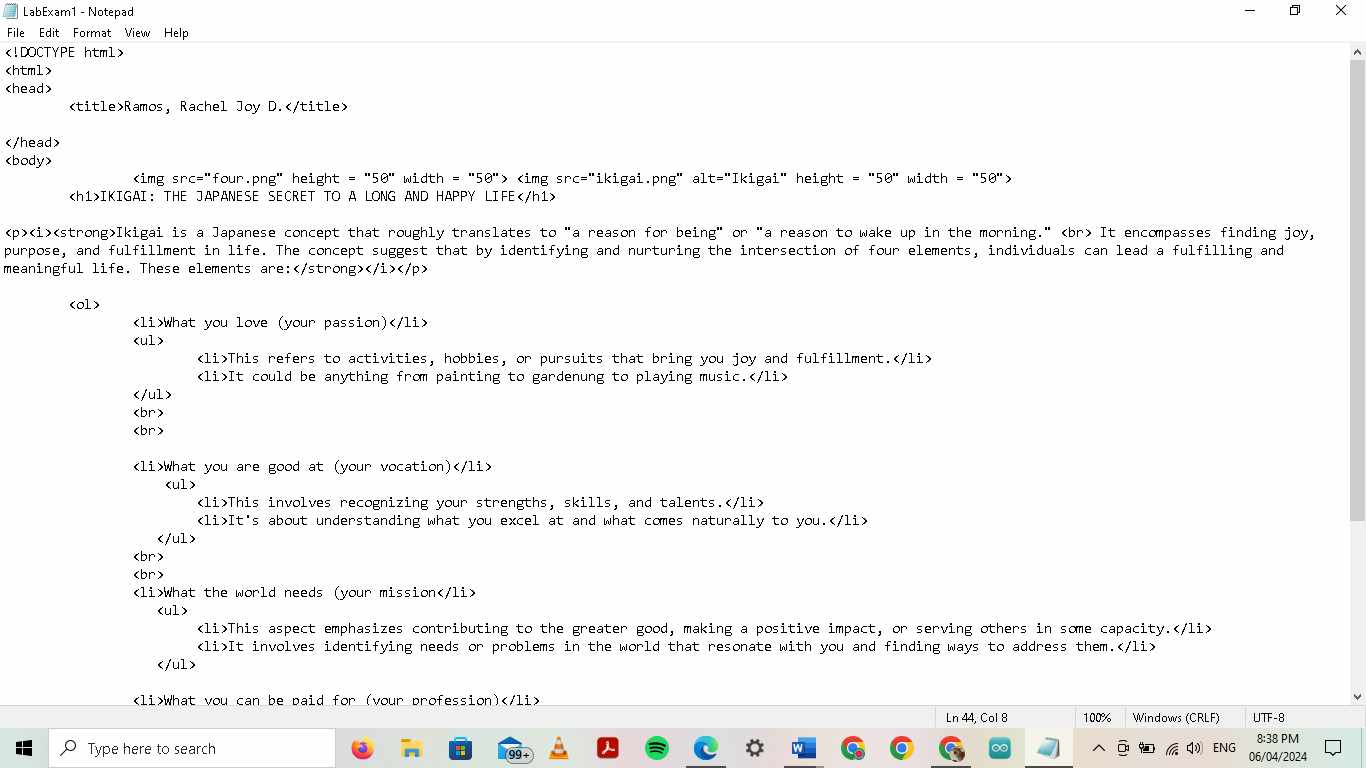 LabExam1 - Notepad
File Edit Format View Help
<!DOCTYPE html>
<html>
<head>
<title>Ramos, Rachel Joy D.</title>
</head>
<body>
<img src="four.png" height = "50" width = "50"> <img src="ikigai.png" alt="Ikigai" height = "50" width = "50">
<h1>IKIGAI: THE JAPANESE SECRET TO A LONG AND HAPPY LIFE</h1>
<p><i><strong>Ikigai is a Japanese concept that roughly translates to "a reason for being" or "a reason to wake up in the morning." <br> It encompasses finding joy,
purpose, and fulfillment in life. The concept suggest that by identifying and nurturing the intersection of four elements, individuals can lead a fulfilling and
meaningful life. These elements are:</strong></i></p>
<ol>
<li>What you love (your passion)</li>
<ul>
<li>This refers to activities, hobbies, or pursuits that bring you joy and fulfillment.</li>
<li>It could be anything from painting to gardenung to playing music.</li>
</ul>
<br>
<br>
<li>What you are good at (your vocation)</li>
<ul>
<li>This involves recognizing your strengths, skills, and talents.</li>
<li>It's about understanding what you excel at and what comes naturally to you.</li>
</ul>
<br>
<br>
<li>What the world needs (your mission</li>
<ul>
<li>This aspect emphasizes contributing to the greater good, making a positive impact, or serving others in some capacity.</li>
<li>It involves identifying needs or problems in the world that resonate with you and finding ways to address them.</li>
</ul>
<li>What you can be paid for (your profession)</li>
Ln 44, Col 8 100% Windows (CRLF) UTF-8
Type here to search 99+ ENG 8:38 PM
06/04/2024